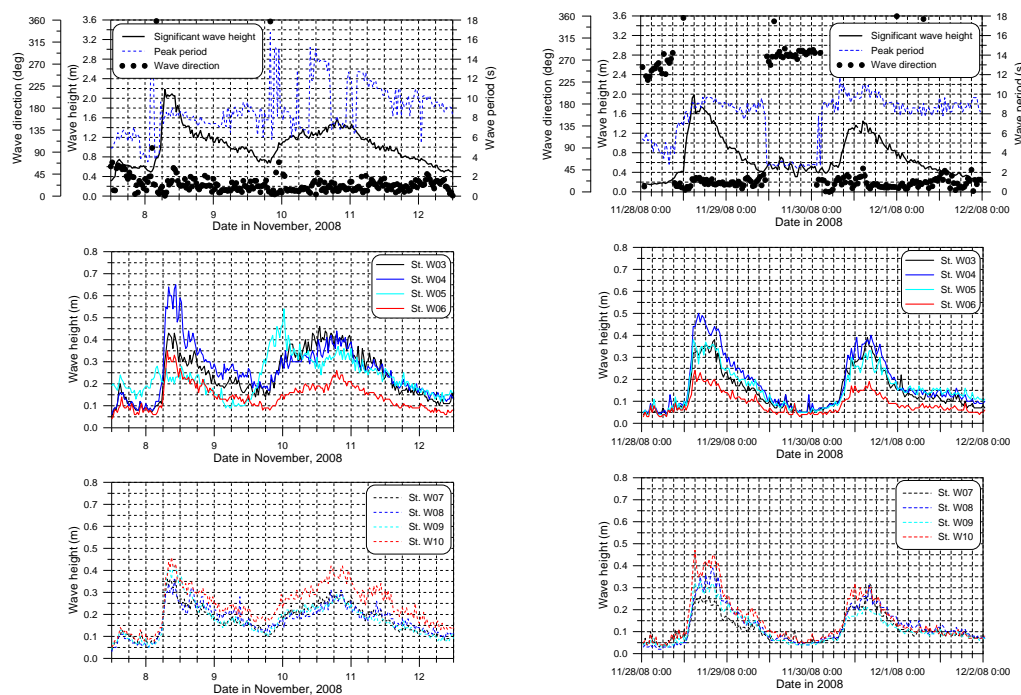 360
315
270
225
180
135
90
45
0
Wave direction (deg)
3.6
3.2
2.8
2.4
2.0
1.6
1.2
0.8
0.4
0.0
Wave height (m)
Significant wave height
Peak period
Wave direction
18
16
14
12
10
8
6
4
2
0
Wave period (s)
8 9 10 11 12
Date in November, 2008
360
315
270
225
180
135
90
45
0
Wave direction (deg)
3.6
3.2
2.8
2.4
2.0
1.6
1.2
0.8
0.4
0.0
Wave height (m)
Significant wave height
Peak period
Wave direction
18
16
14
12
10
8
6
4
2
0
Wave period (s)
11/28/08 0:00 11/29/08 0:00 11/30/08 0:00 12/1/08 0:00 12/2/08 0:00
Date in 2008
0.8
0.7
0.6
0.5
0.4
0.3
0.2
0.1
0.0
Wave height (m)
St. W03
St. W04
St. W05
St. W06
8 9 10 11 12
Date in November, 2008
0.8
0.7
0.6
0.5
0.4
0.3
0.2
0.1
0.0
Wave height (m)
St. W03
St. W04
St. W05
St. W06
11/28/08 0:00 11/29/08 0:00 11/30/08 0:00 12/1/08 0:00 12/2/08 0:00
Date in 2008
0.8
0.7
0.6
0.5
0.4
0.3
0.2
0.1
0.0
Wave height (m)
St. W07
St. W08
St. W09
St. W10
8 9 10 11 12
Date in November, 2008
0.8
0.7
0.6
0.5
0.4
0.3
0.2
0.1
0.0
Wave height (m)
St. W07
St. W08
St. W09
St. W10
11/28/08 0:00 11/29/08 0:00 11/30/08 0:00 12/1/08 0:00 12/2/08 0:00
Date in 2008